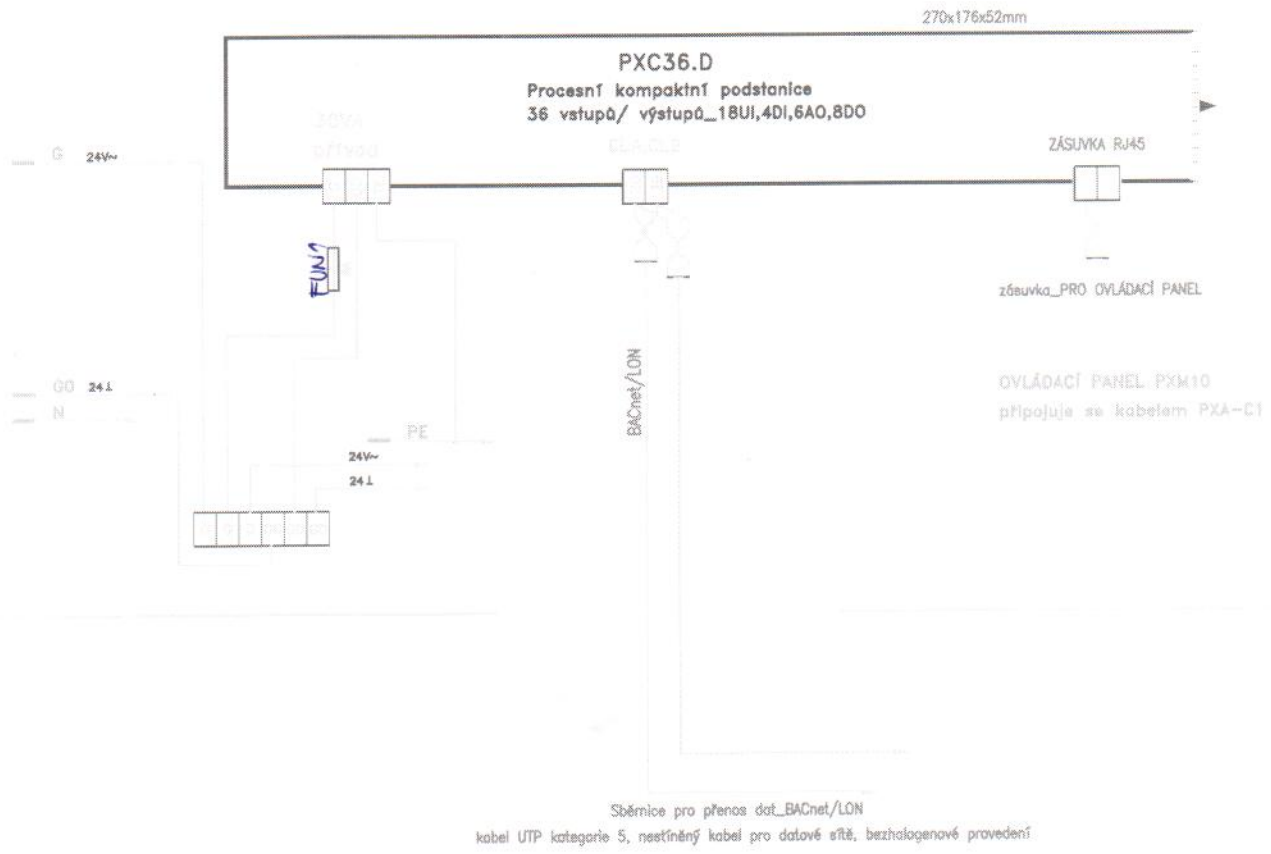 270x176x52mm
PXC36.D
Procesní kompaktní podstanice
36 vstupů/ výstupů_18UI,4DI,6AO,8DO
ZÁSUVKA RJ45
G 24V~
FUN1
zásuvka_PRO OVLÁDACÍ PANEL
BACnet/LON
G0 24⊥
N
OVLÁDACÍ PANEL PXM10
připojuje se kabelem PXA-C1
PE
24V~
24⊥
Sběrnice pro přenos dat_BACnet/LON
kabel UTP kategorie 5, nestíněný kabel pro datové sítě, bezhalogenové provedení